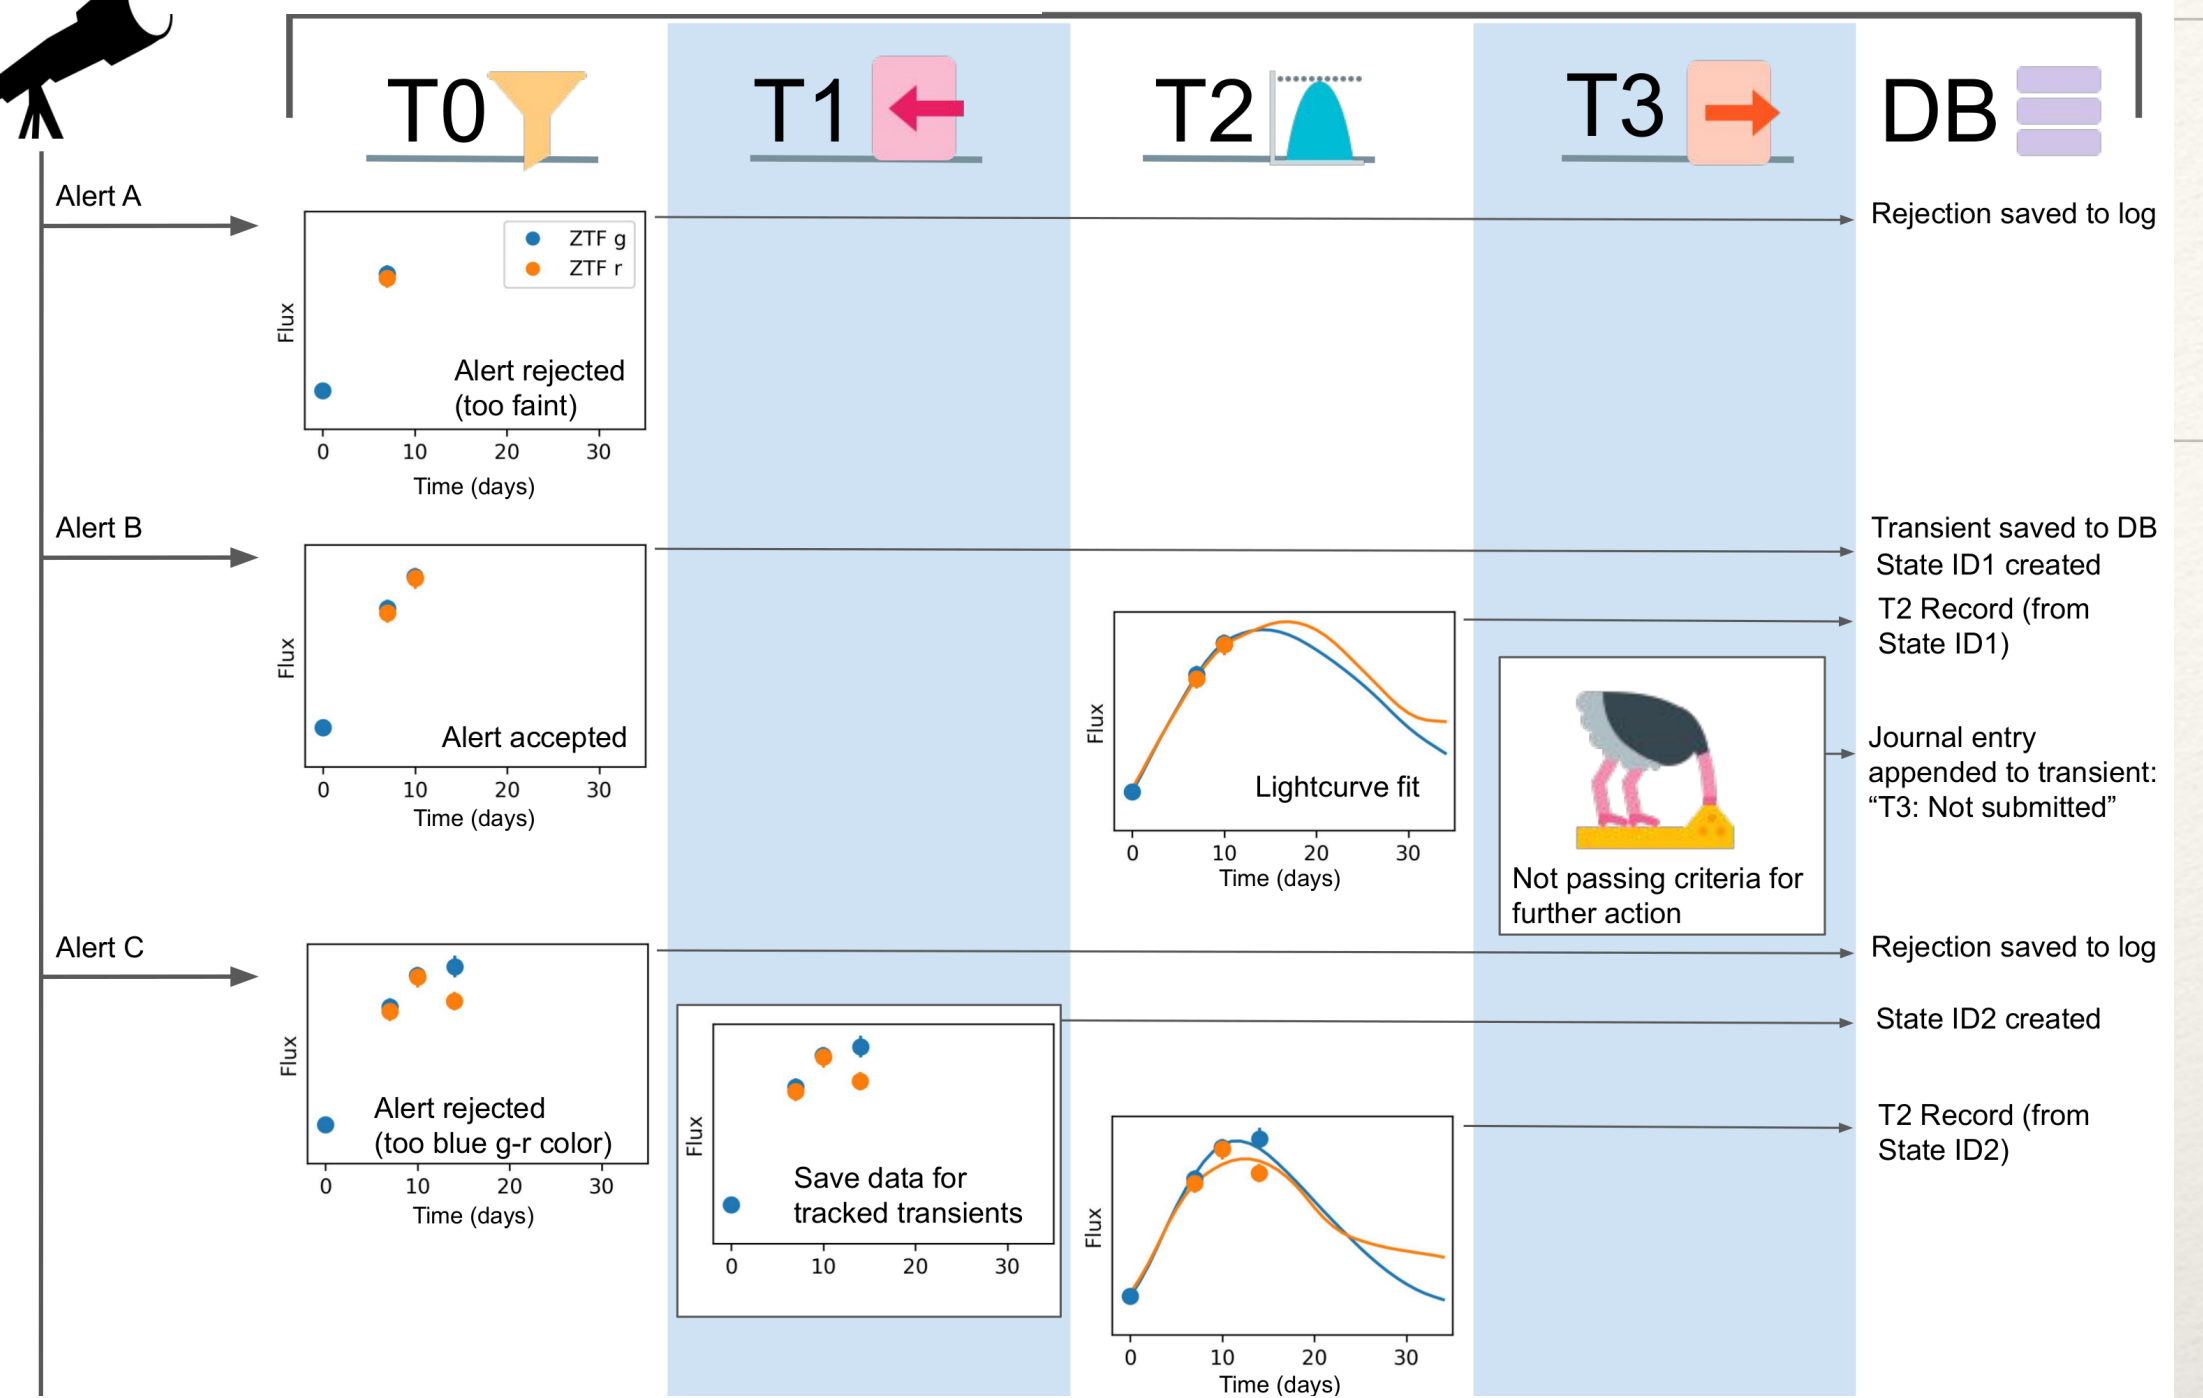 T0
T1
T2
T3
DB
Alert A
ZTF g
ZTF r
Flux
Alert rejected
(too faint)
0 10 20 30
Time (days)
Rejection saved to log
Alert B
Flux
Alert accepted
0 10 20 30
Time (days)
Transient saved to DB
State ID1 created
Flux
Lightcurve fit
0 10 20 30
Time (days)
T2 Record (from
State ID1)
Not passing criteria for
further action
Journal entry
appended to transient:
“T3: Not submitted”
Alert C
Flux
Alert rejected
(too blue g-r color)
0 10 20 30
Time (days)
Rejection saved to log
Flux
Save data for
tracked transients
0 10 20 30
State ID2 created
Flux
0 10 20 30
Time (days)
T2 Record (from
State ID2)